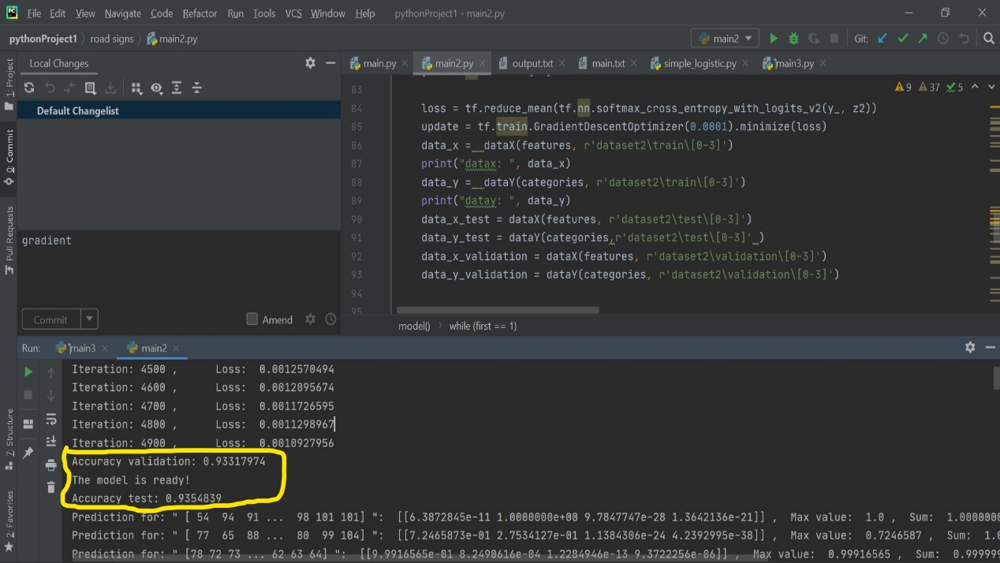 PC File Edit View Navigate Code Refactor Run Tools VCS Window Help pythonProject1 - main2.py
pythonProject1 road signs main2.py main2 Git:
1: Project
0: Commit
Pull Requests
7: Structure
2: Favorites
Local Changes
Default Changelist
gradient
Commit Amend
main.py main2.py output.txt main.txt simple_logistic.py main3.py
9 37 5
83
84 loss = tf.reduce_mean(tf.nn.softmax_cross_entropy_with_logits_v2(y_, z2))
85 update = tf.train.GradientDescentOptimizer(0.0001).minimize(loss)
86 data_x = dataX(features, r'dataset2\train\[0-3]')
87 print("datax: ", data_x)
88 data_y = dataY(categories, r'dataset2\train\[0-3]')
89 print("datay: ", data_y)
90 data_x_test = dataX(features, r'dataset2\test\[0-3]')
91 data_y_test = dataY(categories,r'dataset2\test\[0-3]' )
92 data_x_validation = dataX(features, r'dataset2\validation\[0-3]')
93 data_y_validation = dataY(categories, r'dataset2\validation\[0-3]')
94
95
model() while (first == 1)
Run: main3 main2
Iteration: 4500 , Loss: 0.0012570494
Iteration: 4600 , Loss: 0.0012095674
Iteration: 4700 , Loss: 0.0011726595
Iteration: 4800 , Loss: 0.0011298967
Iteration: 4900 , Loss: 0.0010927956
Accuracy validation: 0.93317974
The model is ready!
Accuracy test: 0.9354839
Prediction for: " [ 54 94 91 ... 98 101 101] ": [[6.3872845e-11 1.0000000e+00 9.7847747e-28 1.3642136e-21]] , Max value: 1.0 , Sum: 1.0000000
Prediction for: " [ 77 65 88 ... 80 99 104] ": [[7.2465873e-01 2.7534127e-01 1.1384306e-24 4.2392995e-38]] , Max value: 0.7246587 , Sum: 1.0
Prediction for: " [78 72 73 ... 62 63 64] ": [[9.9916565e-01 8.2490616e-04 1.2284946e-13 9.3722256e-06]] , Max value: 0.99916565 , Sum: 0.999999